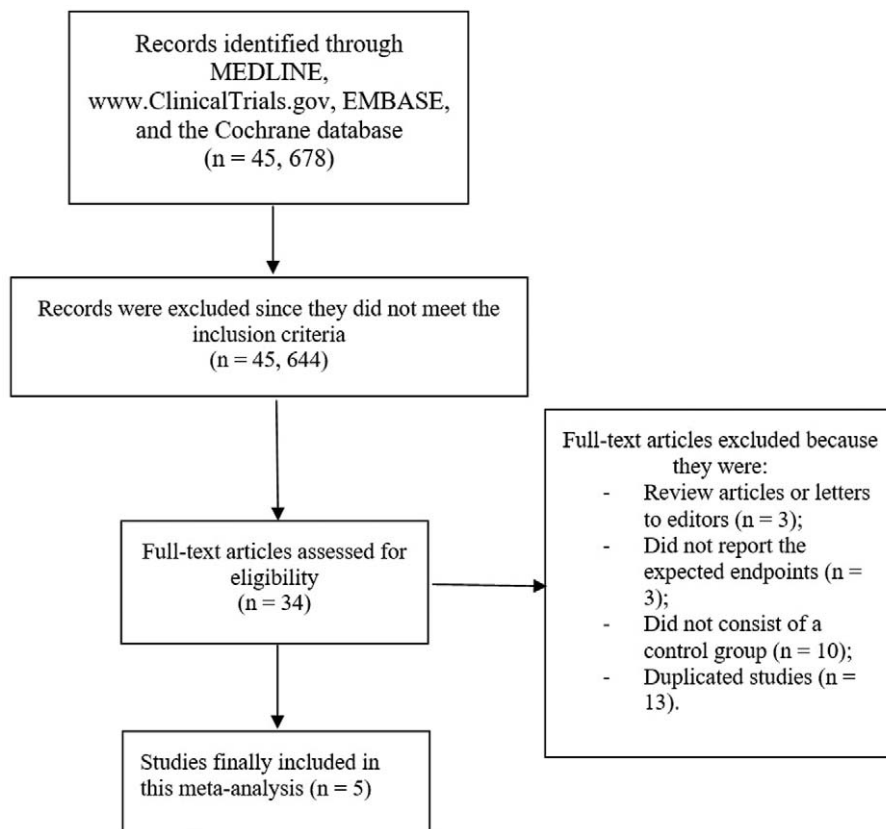 Records identified through
MEDLINE,
www.ClinicalTrials.gov, EMBASE,
and the Cochrane database
(n = 45, 678)
Records were excluded since they did not meet the
inclusion criteria
(n = 45, 644)
Full-text articles assessed for
eligibility
(n = 34)
Full-text articles excluded because
they were:
- Review articles or letters
to editors (n = 3);
- Did not report the
expected endpoints (n =
3);
- Did not consist of a
control group (n = 10);
- Duplicated studies (n =
13).
Studies finally included in
this meta-analysis (n = 5)